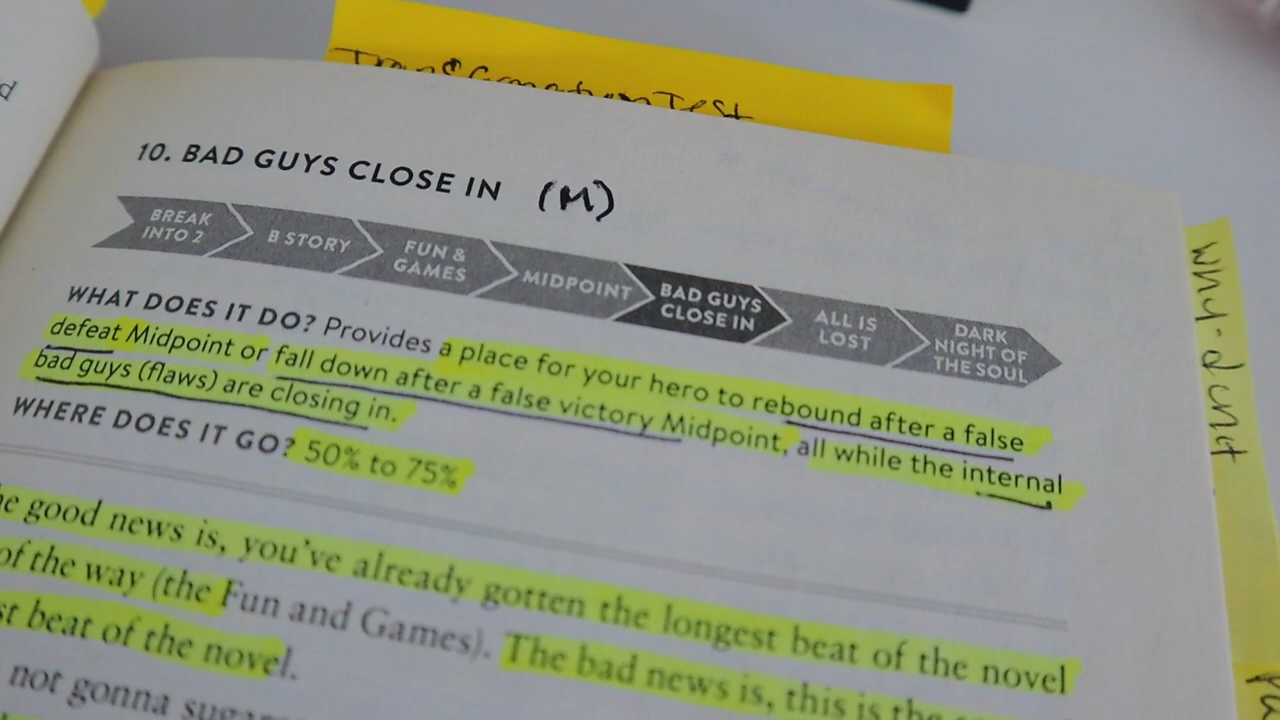 d
Transformation Test
10. BAD GUYS CLOSE IN (M)
BREAK
INTO 2
B STORY
FUN &
GAMES
MIDPOINT
BAD GUYS
CLOSE IN
ALL IS
LOST
DARK
NIGHT OF
THE SOUL
WHAT DOES IT DO? Provides a place for your hero to rebound after a false
defeat Midpoint or fall down after a false victory Midpoint, all while the internal
bad guys (flaws) are closing in.
WHERE DOES IT GO? 50% to 75%
good news is, you've already gotten the longest beat of the novel
of the way (the Fun and Games). The bad news is, this is the
beat of the novel.
not gonna
why-